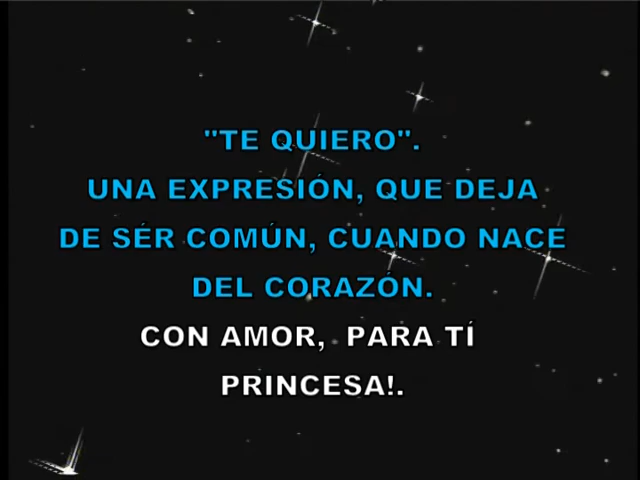 "TE QUIERO".
UNA EXPRESIÓN, QUE DEJA
DE SÉR COMÚN, CUANDO NACE
DEL CORAZÓN.
CON AMOR, PARA TÍ
PRINCESA!.